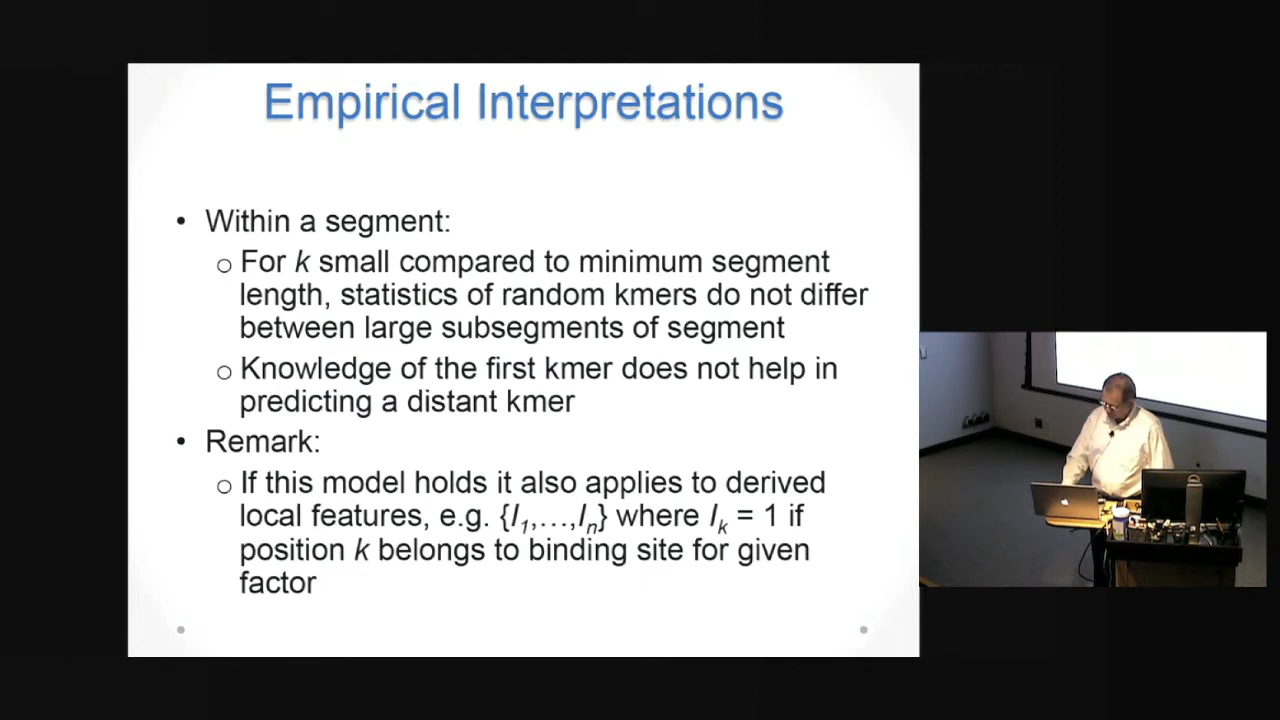 Empirical Interpretations
• Within a segment:
o For k small compared to minimum segment
length, statistics of random kmers do not differ
between large subsegments of segment
o Knowledge of the first kmer does not help in
predicting a distant kmer
• Remark:
o If this model holds it also applies to derived
local features, e.g. {I1,…,In} where Ik = 1 if
position k belongs to binding site for given
factor